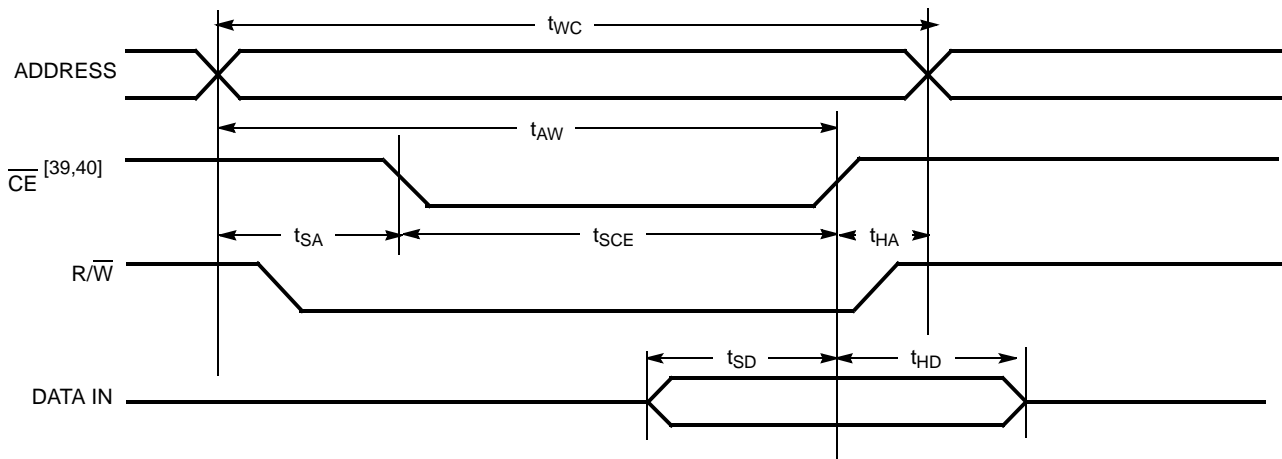 tWC
ADDRESS
tAW
CE [39,40]
tSA tSCE tHA
R/W
tSD tHD
DATA IN